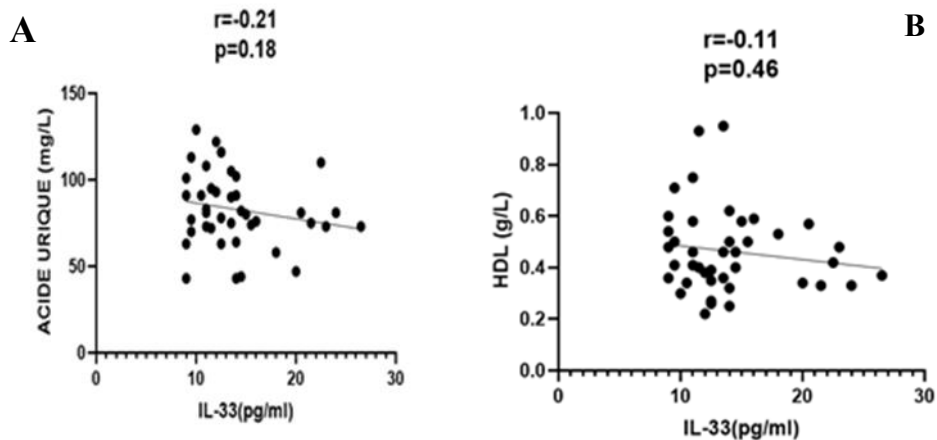 A
r=-0.21
p=0.18
ACIDE URIQUE (mg/L)
150
100
50
0
0 10 20 30
IL-33(pg/ml)
B
r=-0.11
p=0.46
HDL (g/L)
1.0
0.8
0.6
0.4
0.2
0.0
0 10 20 30
IL-33(pg/ml)